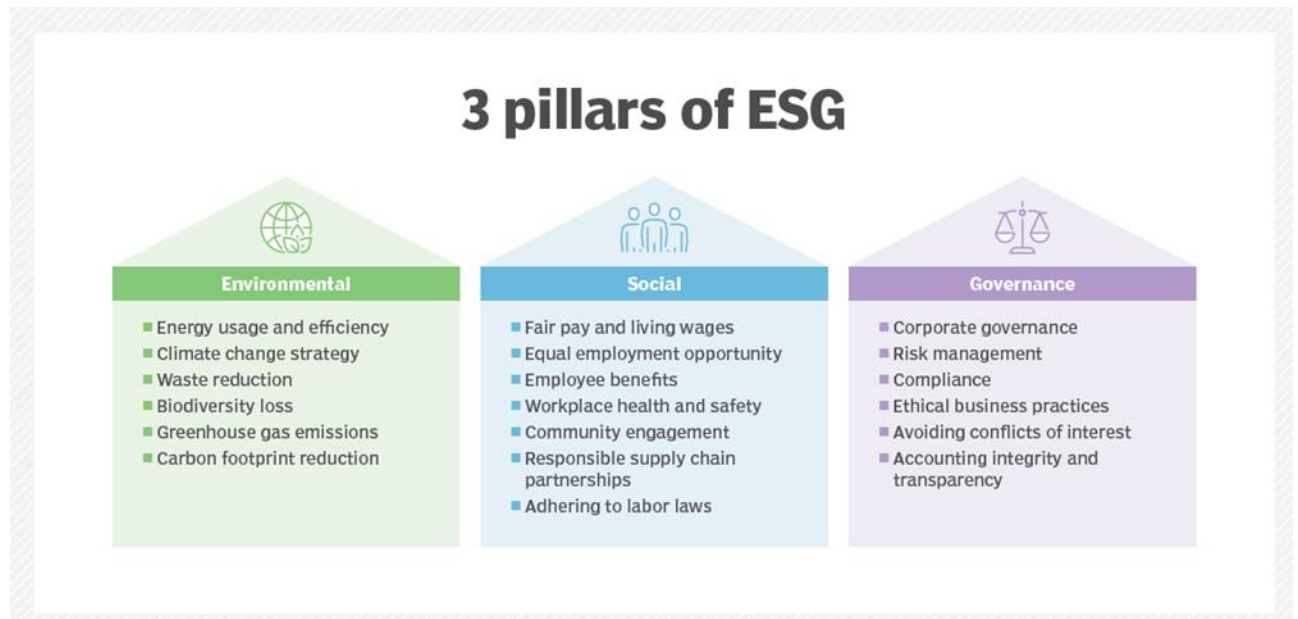 3 pillars of ESG
Environmental
Energy usage and efficiency
Climate change strategy
Waste reduction
Biodiversity loss
Greenhouse gas emissions
Carbon footprint reduction
Social
Fair pay and living wages
Equal employment opportunity
Employee benefits
Workplace health and safety
Community engagement
Responsible supply chain
partnerships
Adhering to labor laws
Governance
Corporate governance
Risk management
Compliance
Ethical business practices
Avoiding conflicts of interest
Accounting integrity and
transparency